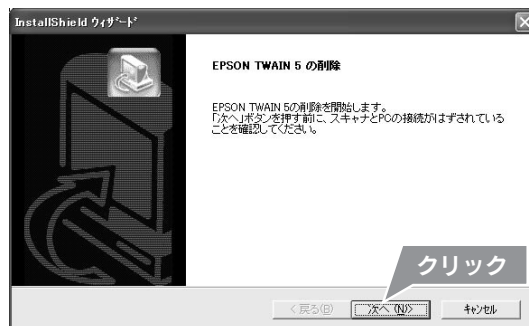 InstallShield ウィザード
EPSON TWAIN 5 の削除
EPSON TWAIN 5の削除を開始します。
「次へ」ボタンを押す前に、スキャナとPCの接続がはずされている
ことを確認してください。
クリック
< 戻る(B)
次へ (N)>
キャンセル